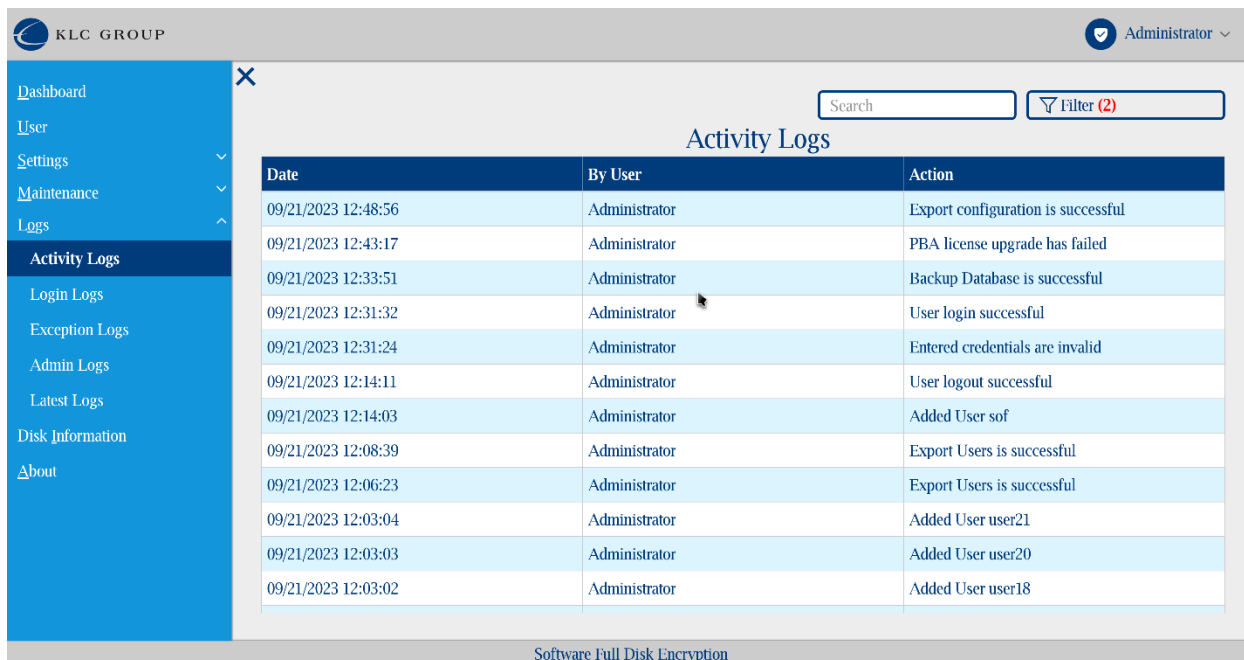 KLC GROUP
Administrator
Dashboard
User
Settings
Maintenance
Logs
Activity Logs
Login Logs
Exception Logs
Admin Logs
Latest Logs
Disk Information
About
Search
Filter (2)
Activity Logs
Date By User Action
09/21/2023 12:48:56 Administrator Export configuration is successful
09/21/2023 12:43:17 Administrator PBA license upgrade has failed
09/21/2023 12:33:51 Administrator Backup Database is successful
09/21/2023 12:31:32 Administrator User login successful
09/21/2023 12:31:24 Administrator Entered credentials are invalid
09/21/2023 12:14:11 Administrator User logout successful
09/21/2023 12:14:03 Administrator Added User sof
09/21/2023 12:08:39 Administrator Export Users is successful
09/21/2023 12:06:23 Administrator Export Users is successful
09/21/2023 12:03:04 Administrator Added User user21
09/21/2023 12:03:03 Administrator Added User user20
09/21/2023 12:03:02 Administrator Added User user18
Software Full Disk Encryption